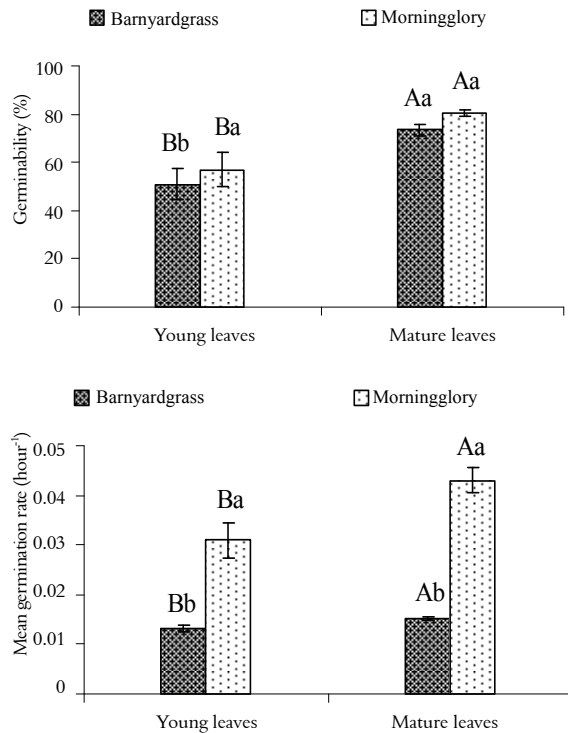 Barnyardgrass Morningglory
Germinability (%)
100
80
60
40
20
0
Bb Ba Aa Aa
Young leaves Mature leaves
Barnyardgrass Morningglory
Mean germination rate (hour⁻¹)
0.05
0.04
0.03
0.02
0.01
0
Bb Ba Ab Aa
Young leaves Mature leaves